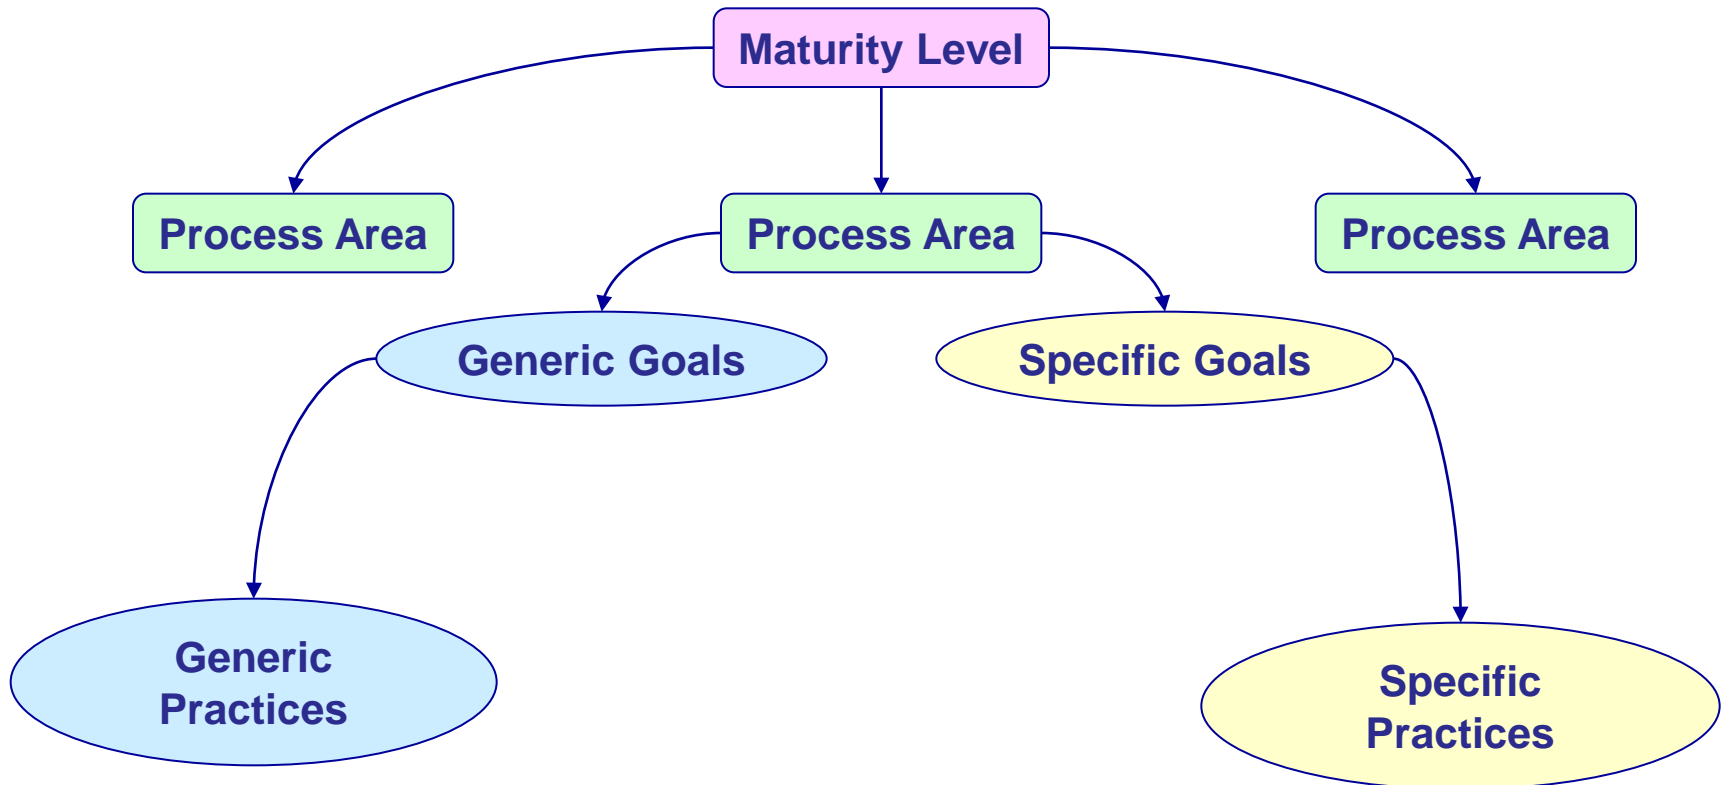 Maturity Level
Process Area
Process Area
Process Area
Generic Goals
Specific Goals
Generic
Practices
Specific
Practices